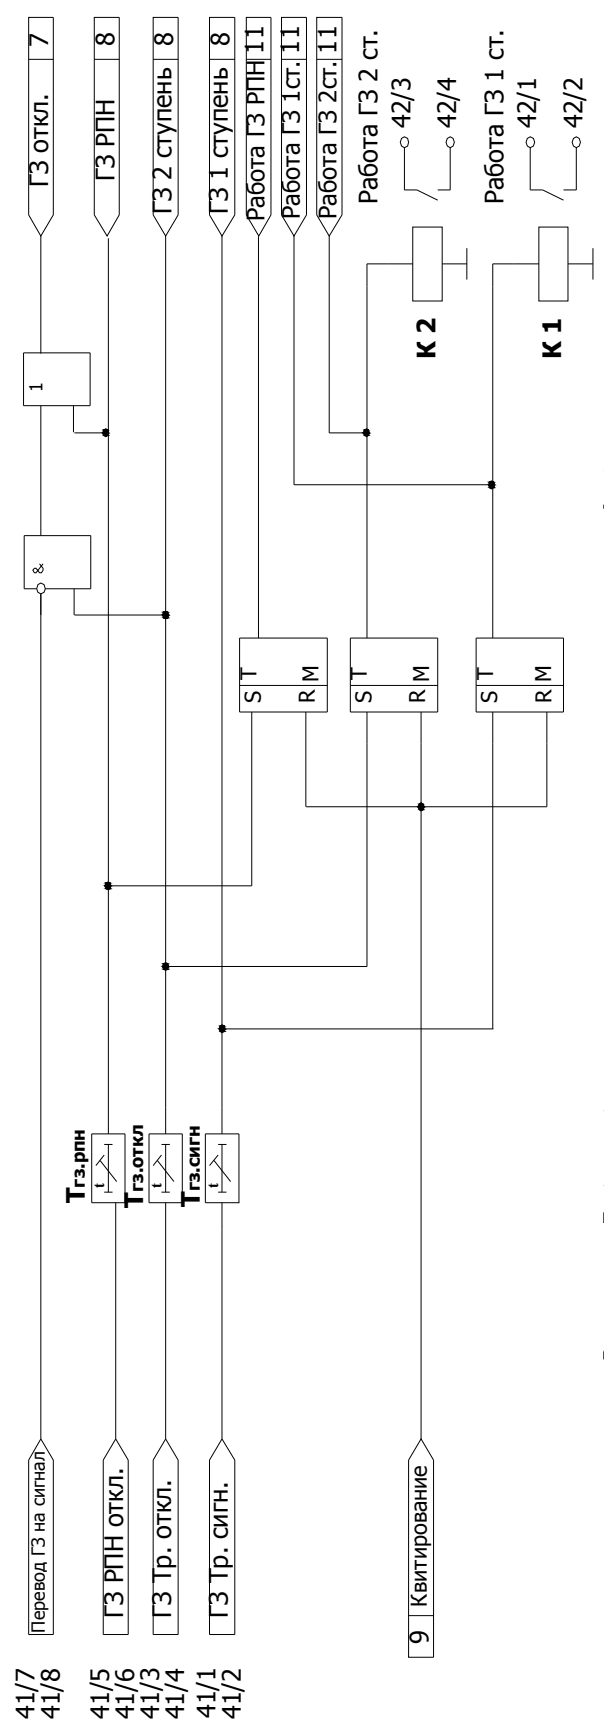 41/7
41/8
Перевод ГЗ на сигнал
1
&
ГЗ откл. 7
41/5
41/6
ГЗ РПН откл.
Тгз.рпн
t
ГЗ РПН 8
41/3
41/4
ГЗ Тр. откл.
Тгз.откл
t
ГЗ 2 ступень 8
41/1
41/2
ГЗ Тр. сигн.
Тгз.сигн
t
ГЗ 1 ступень 8
S T
R M
Работа ГЗ РПН 11
Работа ГЗ 1ст. 11
Работа ГЗ 2ст. 11
S T
R M
К 2
Работа ГЗ 2 ст.
42/3
42/4
9 Квитирование
S T
R M
К 1
Работа ГЗ 1 ст.
42/1
42/2